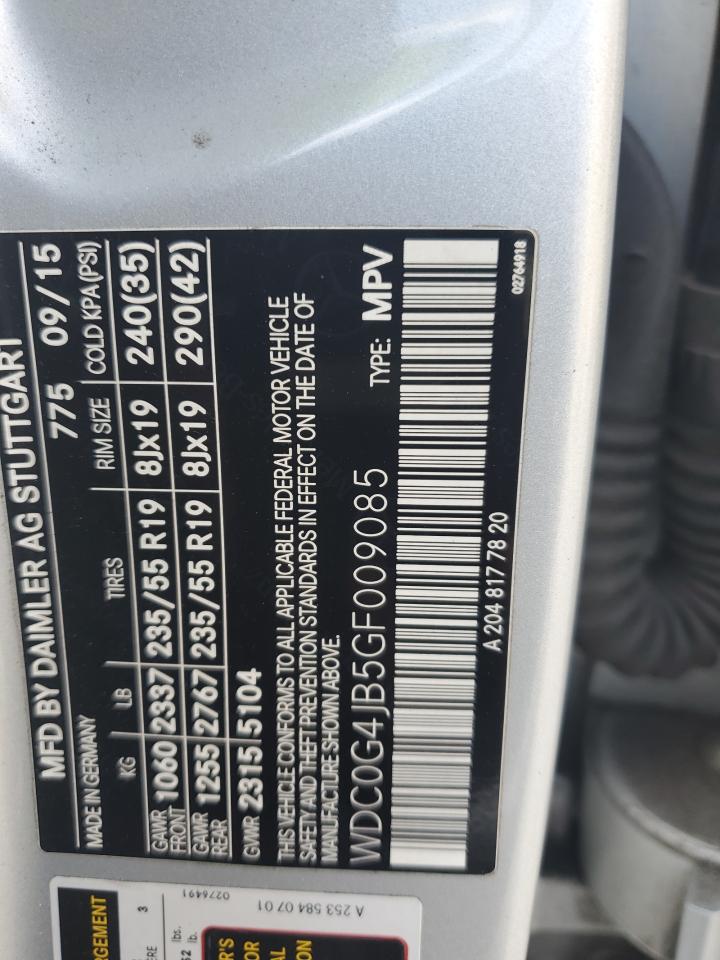 MFD BY DAIMLER AG STUTTGART
775 09/15
MADE IN GERMANY
KG LB TIRES RIM SIZE COLD KPA(PSI)
GAWR FRONT 1060 2337 235/55 R19 8Jx19 240(35)
GAWR REAR 1255 2767 235/55 R19 8Jx19 290(42)
GVWR 2315 5104
THIS VEHICLE CONFORMS TO ALL APPLICABLE FEDERAL MOTOR VEHICLE
SAFETY AND THEFT PREVENTION STANDARDS IN EFFECT ON THE DATE OF
MANUFACTURE SHOWN ABOVE.
WDC0G4JB5GF009085 TYPE: MPV
A 204 817 78 20
02764918
A 253 584 07 01
0276491
3
lbs.
lb.